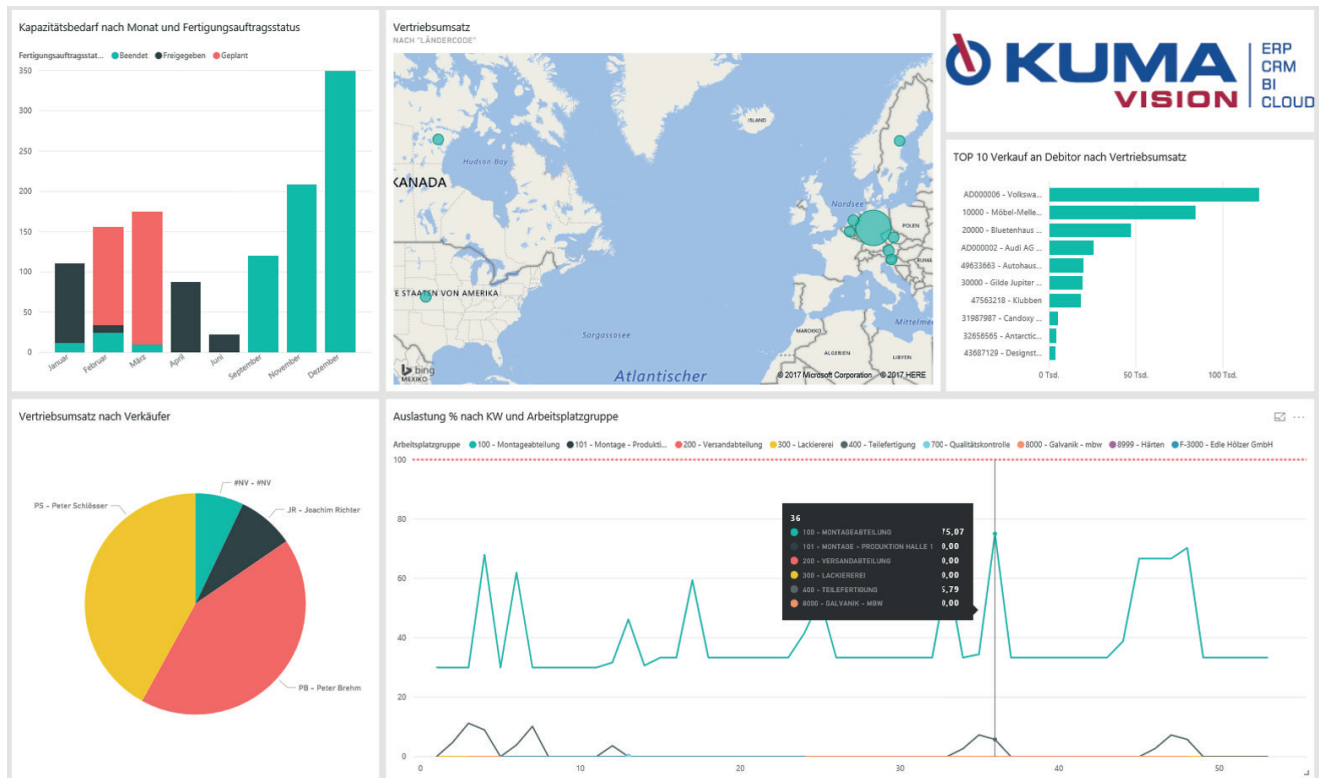 Kapazitätsbedarf nach Monat und Fertigungsauftragsstatus
Fertigungsauftragsstat... Beendet Freigegeben Geplant
350
300
250
200
150
100
50
0
Januar Februar März April Juni September November Dezember
Vertriebsumsatz
NACH "LÄNDERCODE"
ISLAND
Hudson Bay
KANADA
Nordsee
POLEN
E STAATEN VON AMERIKA
Sargassosee
MAROKKO
Mittelmee
ALGERIEN
LIBYEN
bing
MEXIKO
Atlantischer
© 2017 Microsoft Corporation © 2017 HERE
KUMA
VISION
ERP
CRM
BI
CLOUD
TOP 10 Verkauf an Debitor nach Vertriebsumsatz
AD000006 - Volkswa...
10000 - Möbel-Melle...
20000 - Bluetenhaus ...
AD000002 - Audi AG ...
49633663 - Autohaus...
30000 - Gilde Jupiter ...
47563218 - Klubben
31987987 - Candoxy ...
32656565 - Antarctic...
43687129 - Designst...
0 Tsd. 50 Tsd. 100 Tsd.
Vertriebsumsatz nach Verkäufer
#NV - #NV
PS - Peter Schlösser
JR - Joachim Richter
PB - Peter Brehm
Auslastung % nach KW und Arbeitsplatzgruppe
Arbeitsplatzgruppe 100 - Montageabteilung 101 - Montage - Produkti... 200 - Versandabteilung 300 - Lackiererei 400 - Teilefertigung 700 - Qualitätskontrolle 8000 - Galvanik - mbw 8999 - Härten F-3000 - Edle Hölzer GmbH
100
80
60
40
20
0
36
100 - MONTAGEABTEILUNG 75,07
101 - MONTAGE - PRODUKTION HALLE 1 0,00
200 - VERSANDABTEILUNG 0,00
300 - LACKIEREREI 0,00
400 - TEILEFERTIGUNG 5,79
8000 - GALVANIK - MBW 0,00
0 10 20 30 40 50